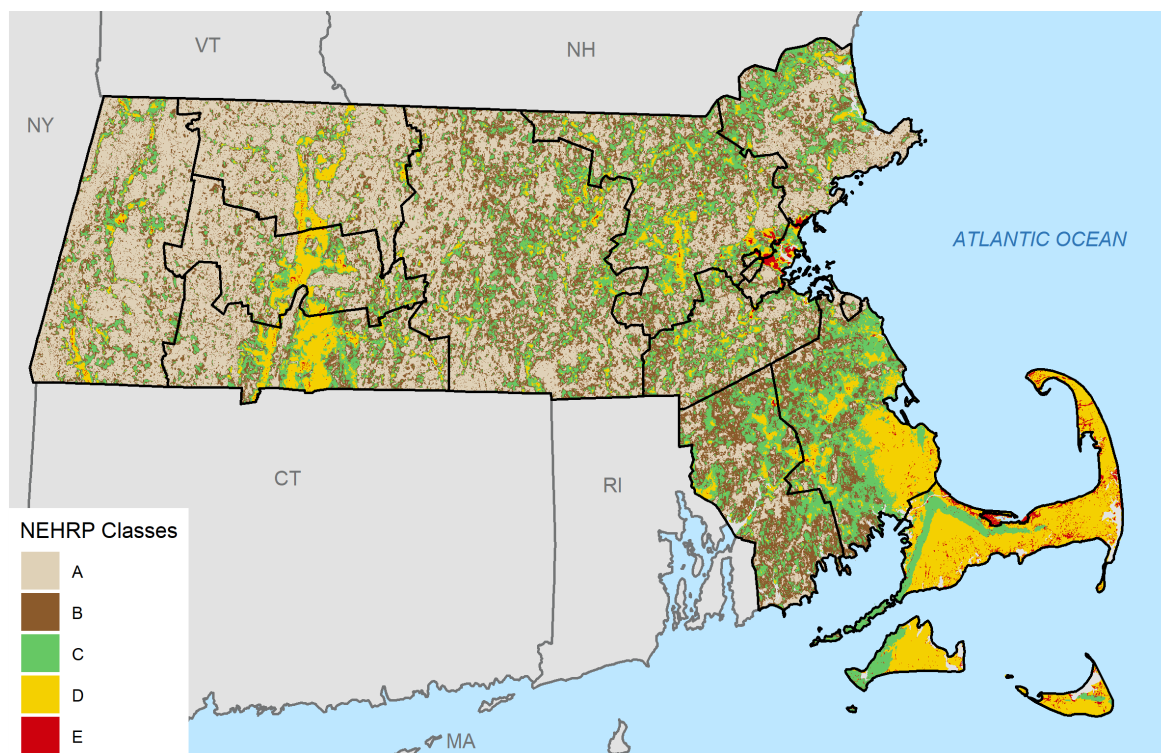 VT
NH
NY
ATLANTIC OCEAN
CT
RI
NEHRP Classes
A
B
C
D
E
MA